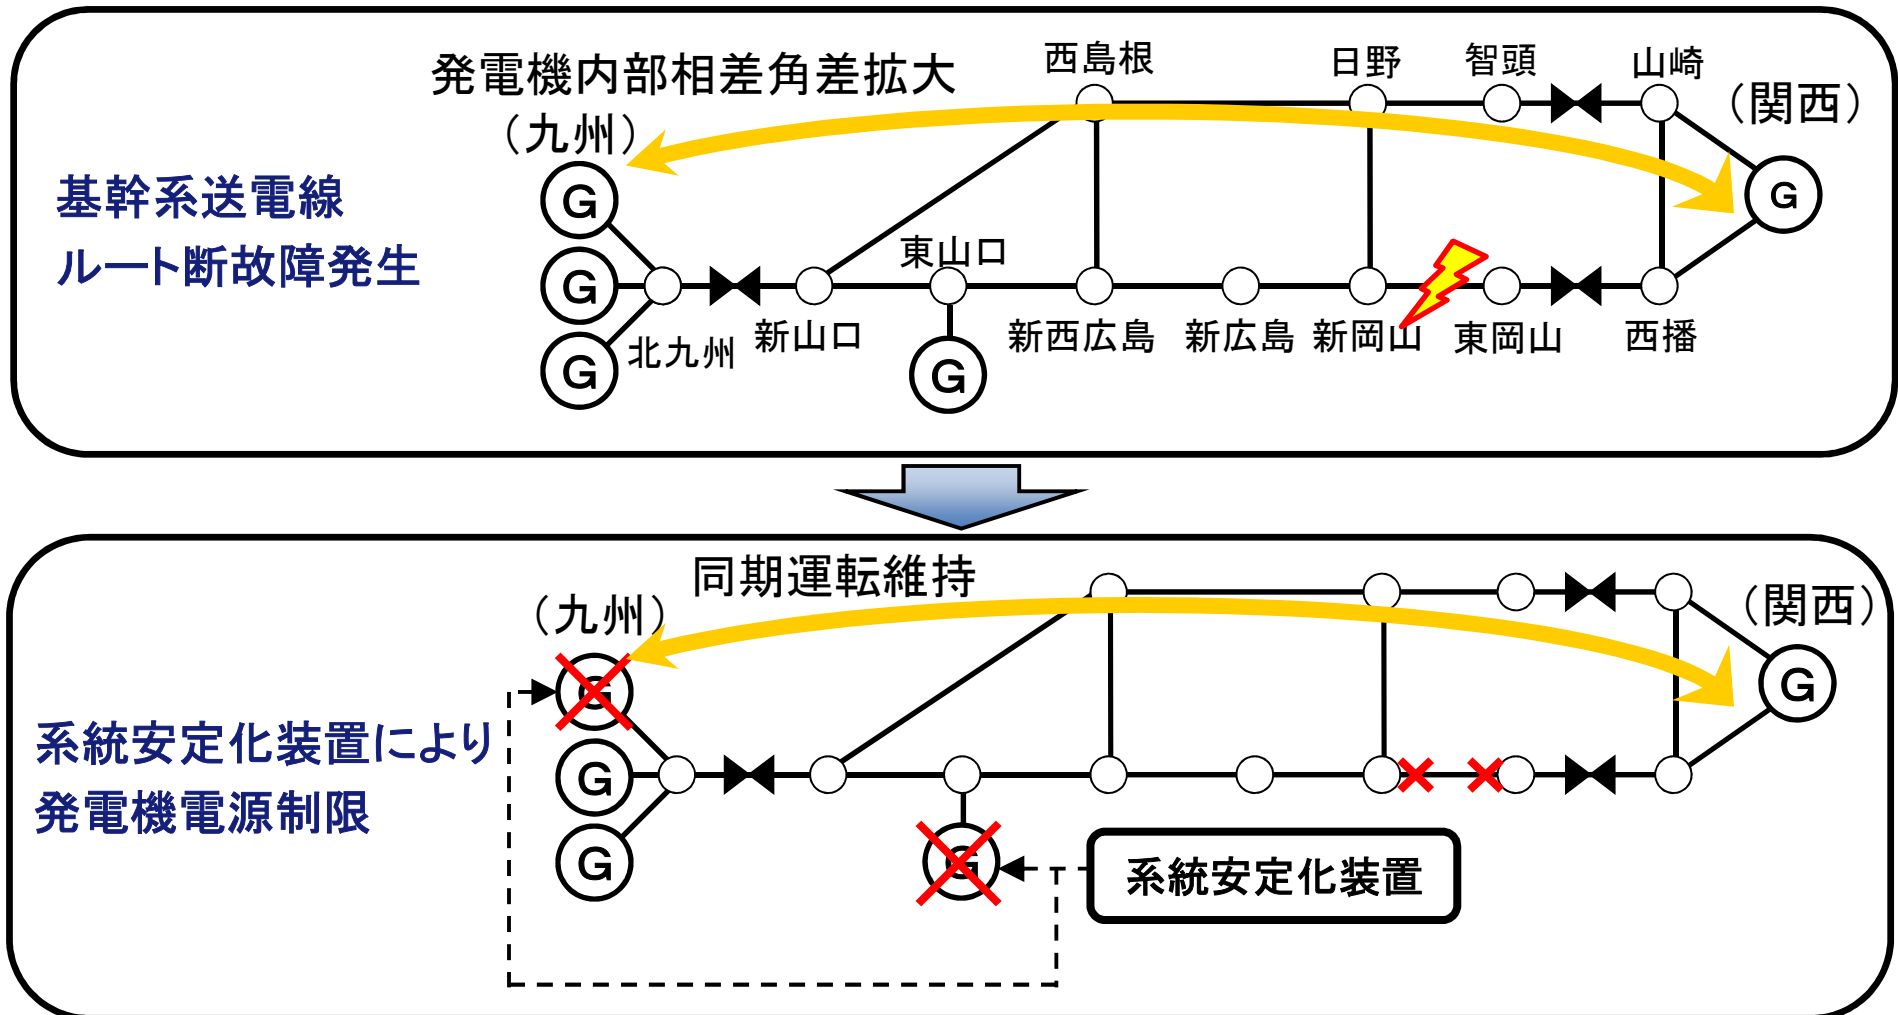 発電機内部相差角差拡大
西島根
日野
智頭
山崎
（九州）
（関西）
基幹系送電線
ルート断故障発生
G
G
G
G
G
東山口
北九州
新山口
新西広島
新広島
新岡山
東岡山
西播
同期運転維持
（九州）
（関西）
系統安定化装置により
発電機電源制限
G
G
G
G
G
系統安定化装置